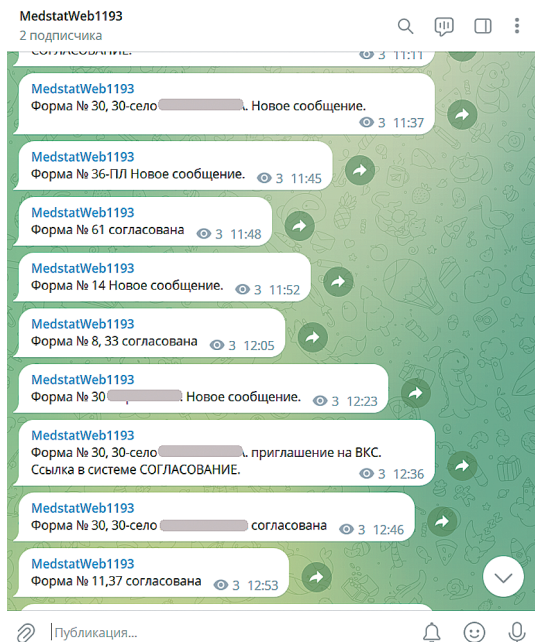 MedstatWeb1193
2 подписчика
СОГЛАСОВАНИЕ.
11:11
MedstatWeb1193
Форма № 30, 30-село . Новое сообщение.
3 11:37
MedstatWeb1193
Форма № 36-ПЛ Новое сообщение. 3 11:45
MedstatWeb1193
Форма № 61 согласована 3 11:48
MedstatWeb1193
Форма № 14 Новое сообщение. 3 11:52
MedstatWeb1193
Форма № 8, 33 согласована 3 12:05
MedstatWeb1193
Форма № 30 . Новое сообщение. 3 12:23
MedstatWeb1193
Форма № 30, 30-село . приглашение на ВКС.
Ссылка в системе СОГЛАСОВАНИЕ. 3 12:36
MedstatWeb1193
Форма № 30, 30-село согласована 3 12:46
MedstatWeb1193
Форма № 11,37 согласована 3 12:53
Публикация...